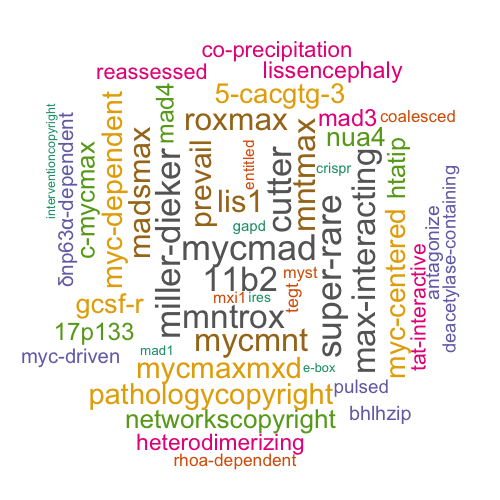 co-precipitation
reassessed
lissencephaly
5-cacgtg-3
mad4
roxmax
mad3
coalesced
interventioncopyright
δnp63α-dependent
c-mycmax
myc-dependent
madsmax
miller-dieker
prevail
lis1
entitled
cutter
mntmax
nua4
crispr
htatip
gapd
mycmad
11b2
myst
mxi1
ires
tegt
mntrox
super-rare
max-interacting
myc-centered
tat-interactive
antagonize
deacetylase-containing
gcsf-r
17p133
myc-driven
mad1
mycmnt
mycmaxmxd
e-box
pathologycopyright
pulsed
networkscopyright
bhlhzip
heterodimerizing
rhoa-dependent